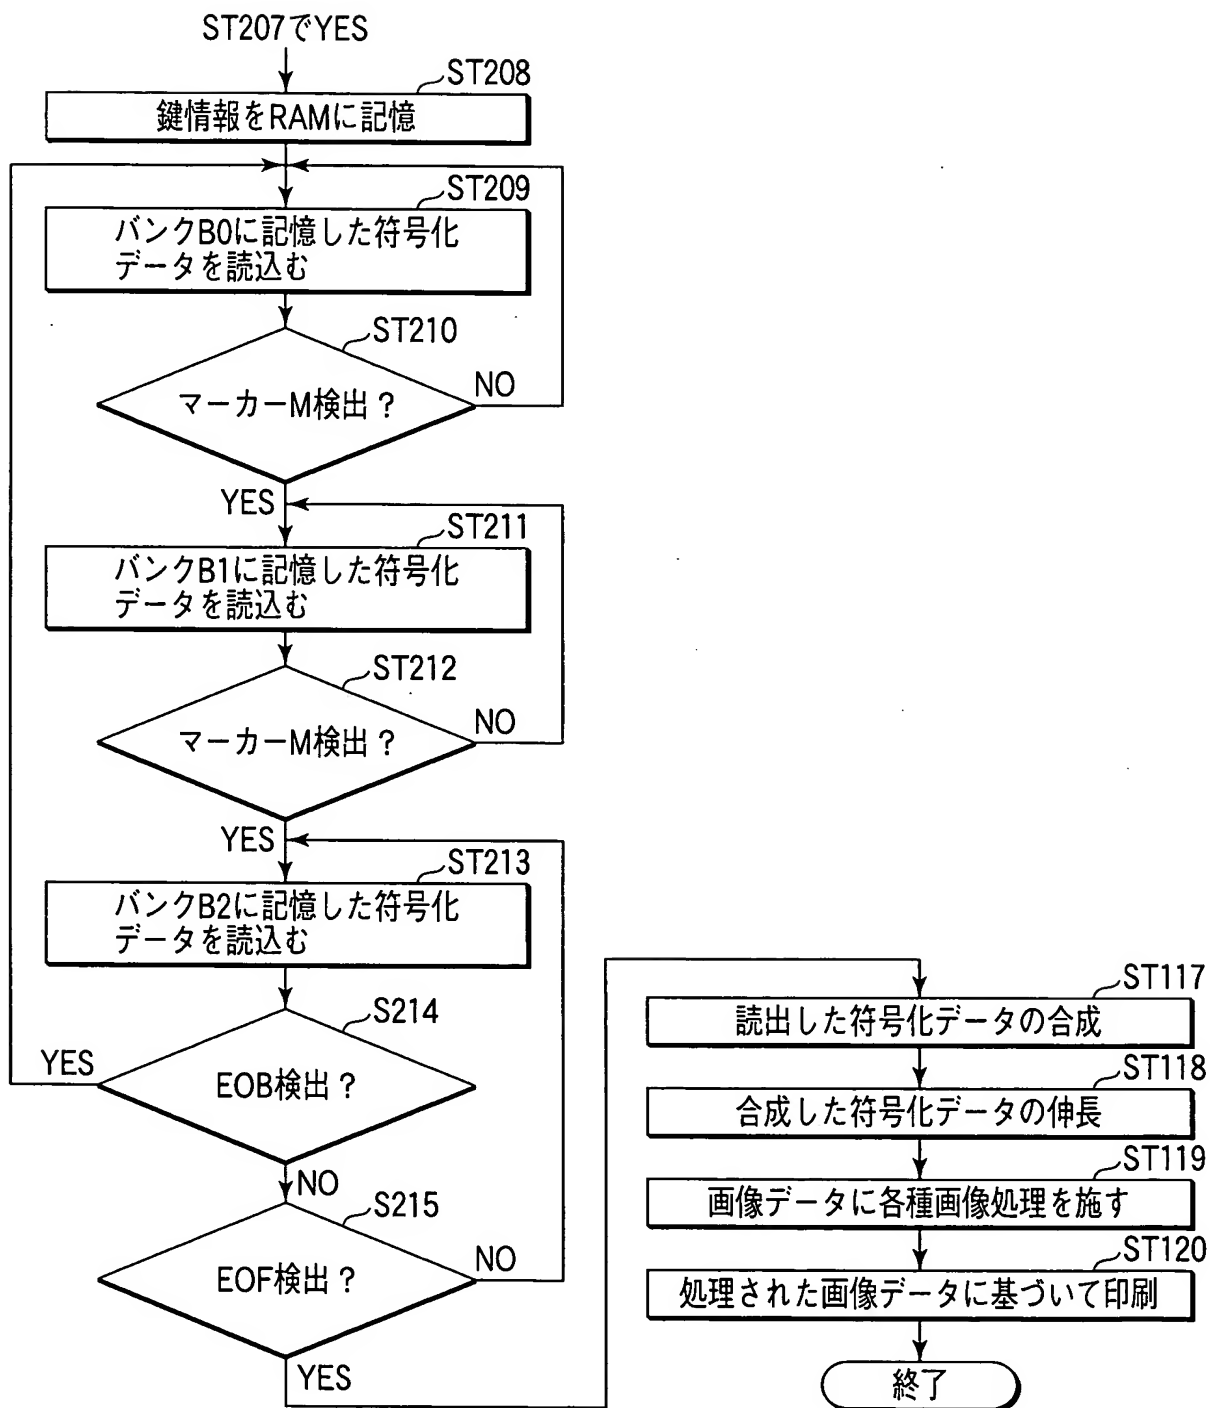 ST207でYES
ST208
鍵情報をRAMに記憶
ST209
バンクB0に記憶した符号化
データを読込む
ST210
マーカーM検出？
NO
YES
ST211
バンクB1に記憶した符号化
データを読込む
ST212
マーカーM検出？
NO
YES
ST213
バンクB2に記憶した符号化
データを読込む
S214
EOB検出？
YES
NO
S215
EOF検出？
NO
YES
ST117
読出した符号化データの合成
ST118
合成した符号化データの伸長
ST119
画像データに各種画像処理を施す
ST120
処理された画像データに基づいて印刷
終了